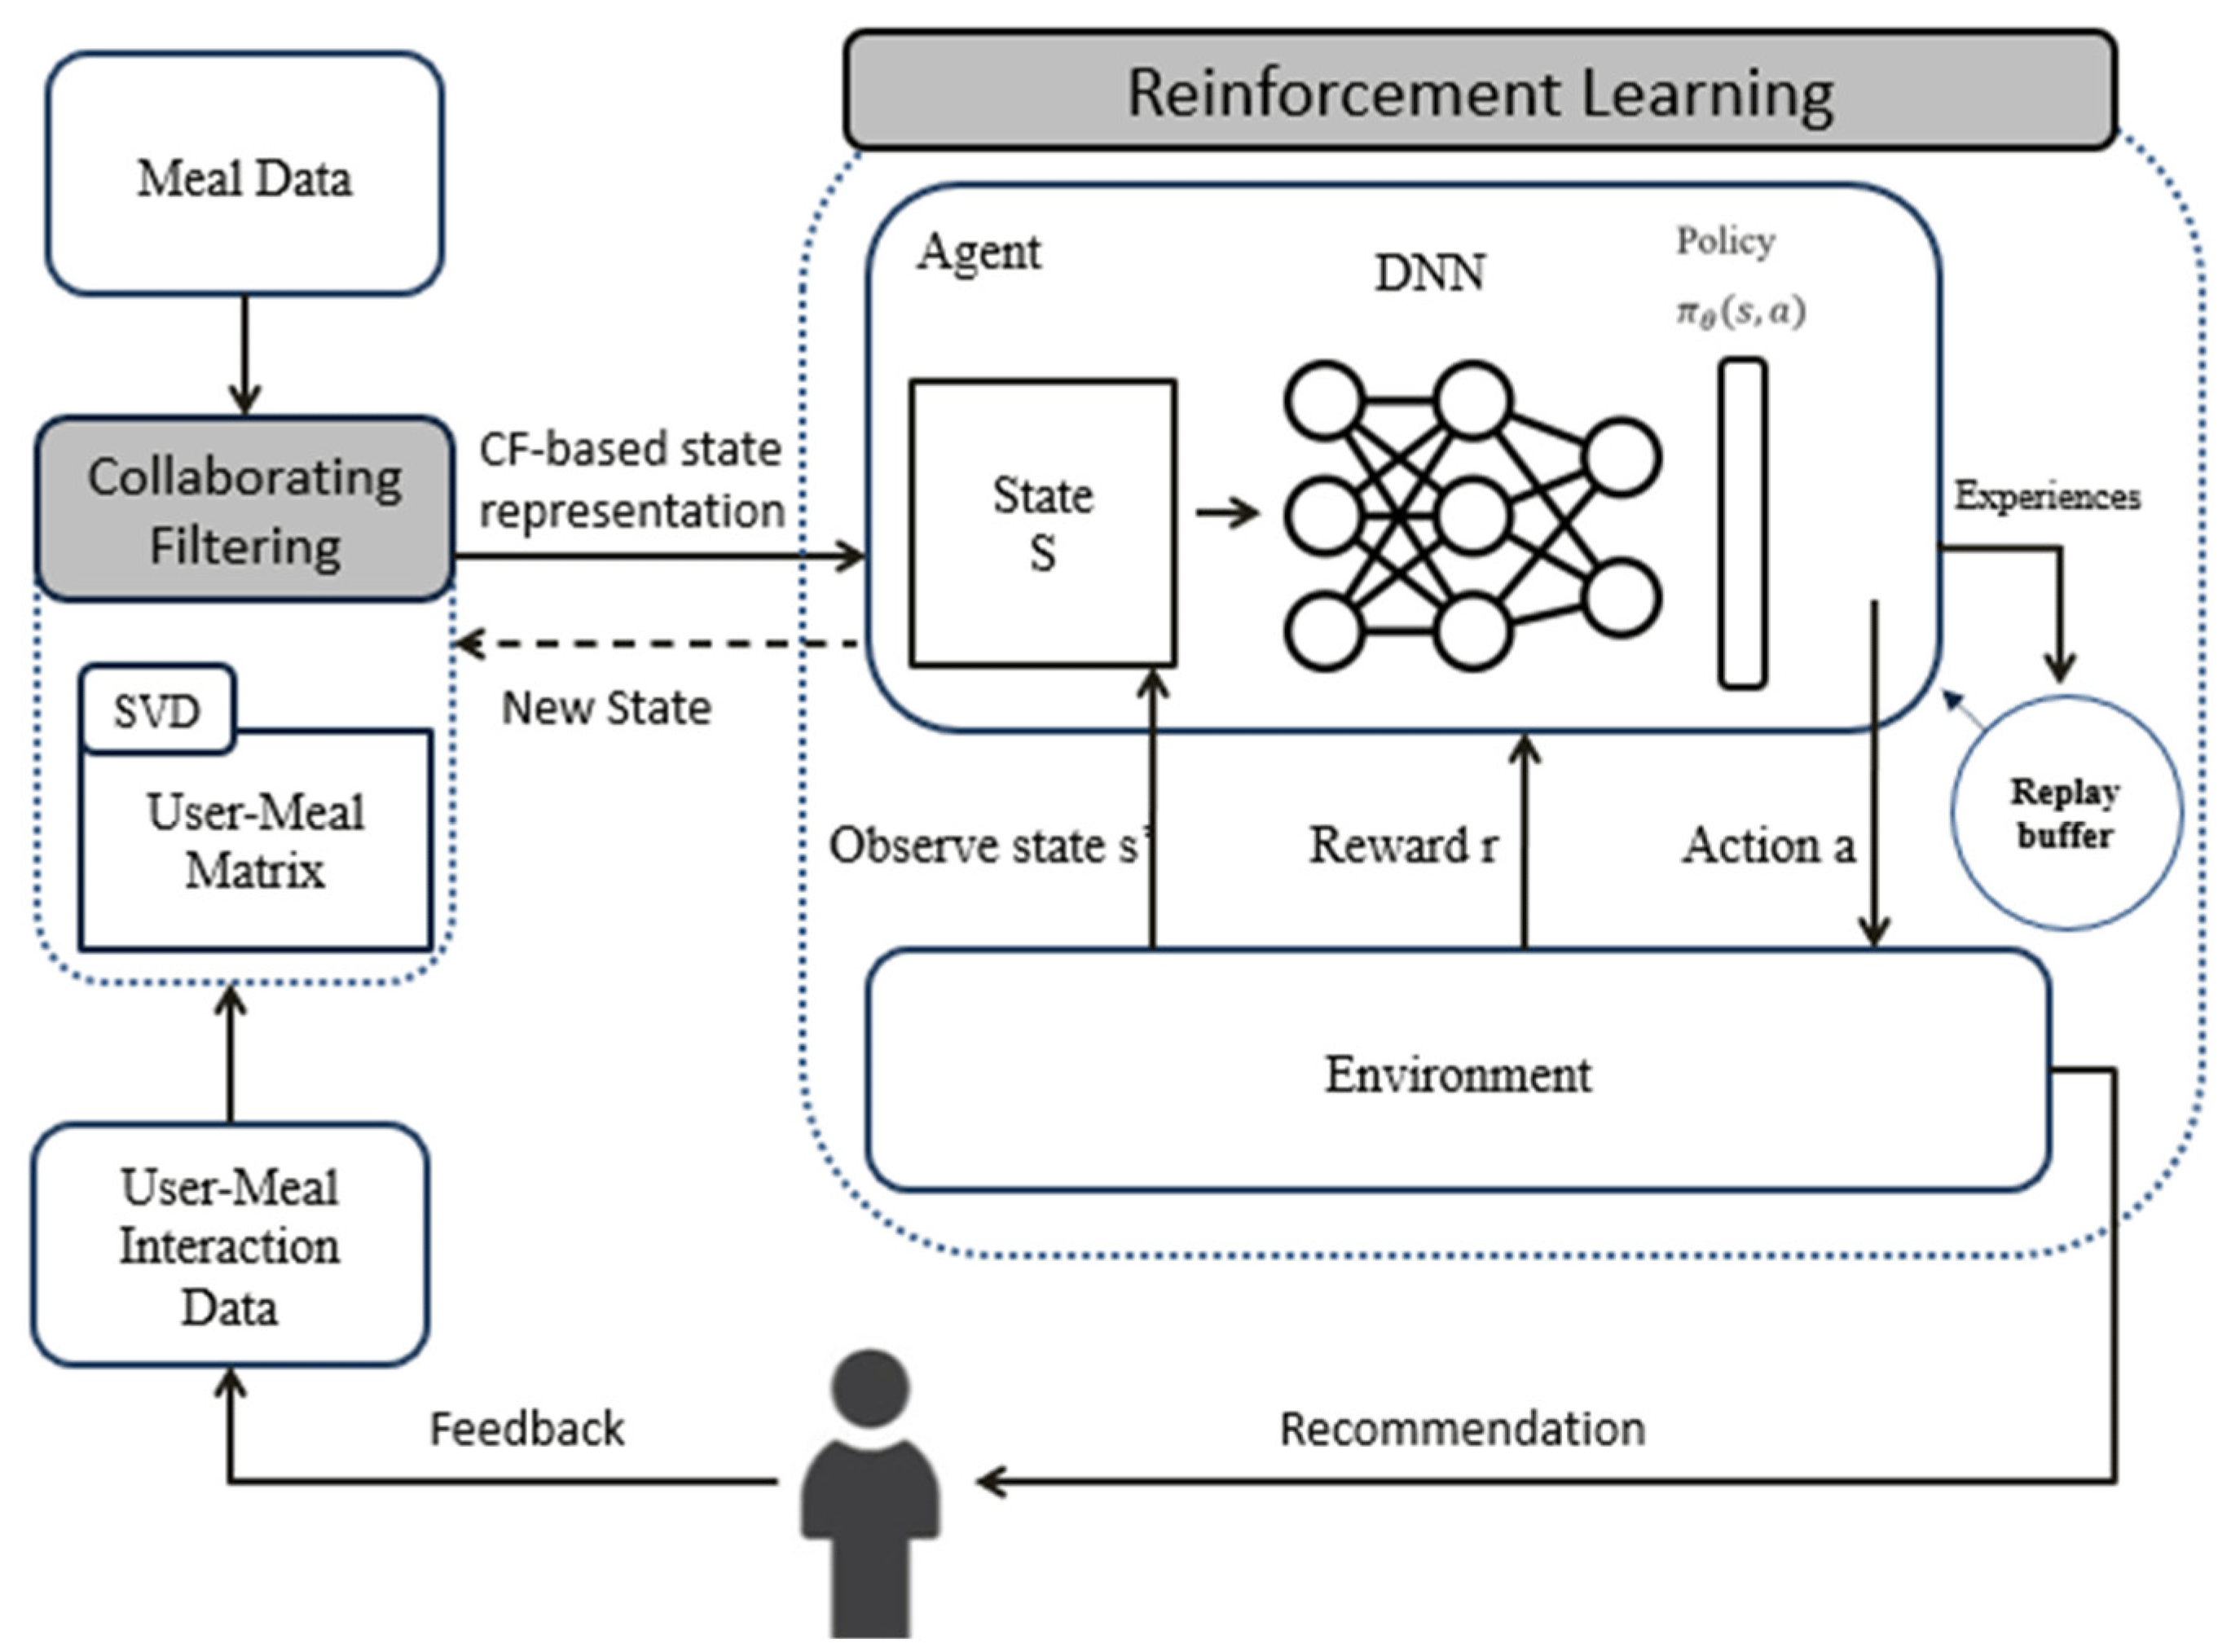 Reinforcement Learning
Meal Data
Collaborating
Filtering
CF-based state
representation
New State
SVD
User-Meal
Matrix
User-Meal
Interaction
Data
Agent
DNN
Policy
πθ(s, a)
State
S
Experiences
Replay
buffer
Observe state s'
Reward r
Action a
Environment
Feedback
Recommendation